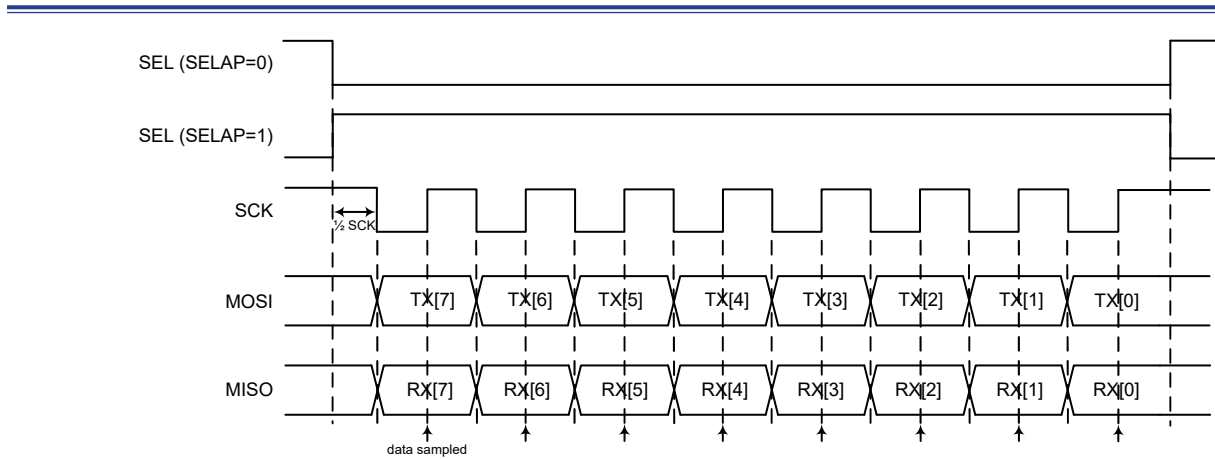 SEL (SELAP=0)
SEL (SELAP=1)
SCK
½ SCK
MOSI TX[7] TX[6] TX[5] TX[4] TX[3] TX[2] TX[1] TX[0]
MISO RX[7] RX[6] RX[5] RX[4] RX[3] RX[2] RX[1] RX[0]
data sampled